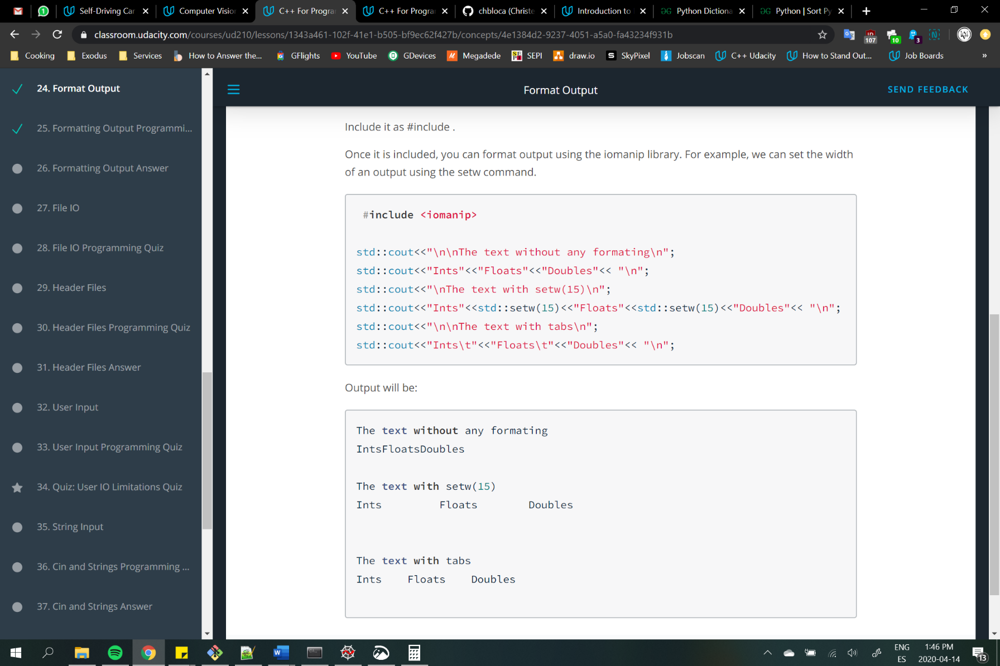 Self-Driving Car
Computer Vision
C++ For Progra
C++ For Progra
chbloca (Christe
Introduction to
Python Dictiona
Python | Sort Py
classroom.udacity.com/courses/ud210/lessons/1343a461-102f-41e1-b505-bf9ec62f427b/concepts/4e1384d2-9237-4051-a5a0-fa43234f931b
107
10
3
Cooking
Exodus
Services
How to Answer the...
GFlights
YouTube
GDevices
Megadede
SEPI
draw.io
SkyPixel
Jobscan
C++ Udacity
How to Stand Out...
Job Boards
»
24. Format Output
25. Formatting Output Programmi...
26. Formatting Output Answer
27. File IO
28. File IO Programming Quiz
29. Header Files
30. Header Files Programming Quiz
31. Header Files Answer
32. User Input
33. User Input Programming Quiz
34. Quiz: User IO Limitations Quiz
35. String Input
36. Cin and Strings Programming ...
37. Cin and Strings Answer
Format Output
SEND FEEDBACK
Include it as #include .
Once it is included, you can format output using the iomanip library. For example, we can set the width
of an output using the setw command.
#include <iomanip>
std::cout<<"\n\nThe text without any formating\n";
std::cout<<"Ints"<<"Floats"<<"Doubles"<< "\n";
std::cout<<"\nThe text with setw(15)\n";
std::cout<<"Ints"<<std::setw(15)<<"Floats"<<std::setw(15)<<"Doubles"<< "\n";
std::cout<<"\n\nThe text with tabs\n";
std::cout<<"Ints\t"<<"Floats\t"<<"Doubles"<< "\n";
Output will be:
The text without any formating
IntsFloatsDoubles
The text with setw(15)
Ints Floats Doubles
The text with tabs
Ints Floats Doubles
ENG
ES
1:46 PM
2020-04-14
13